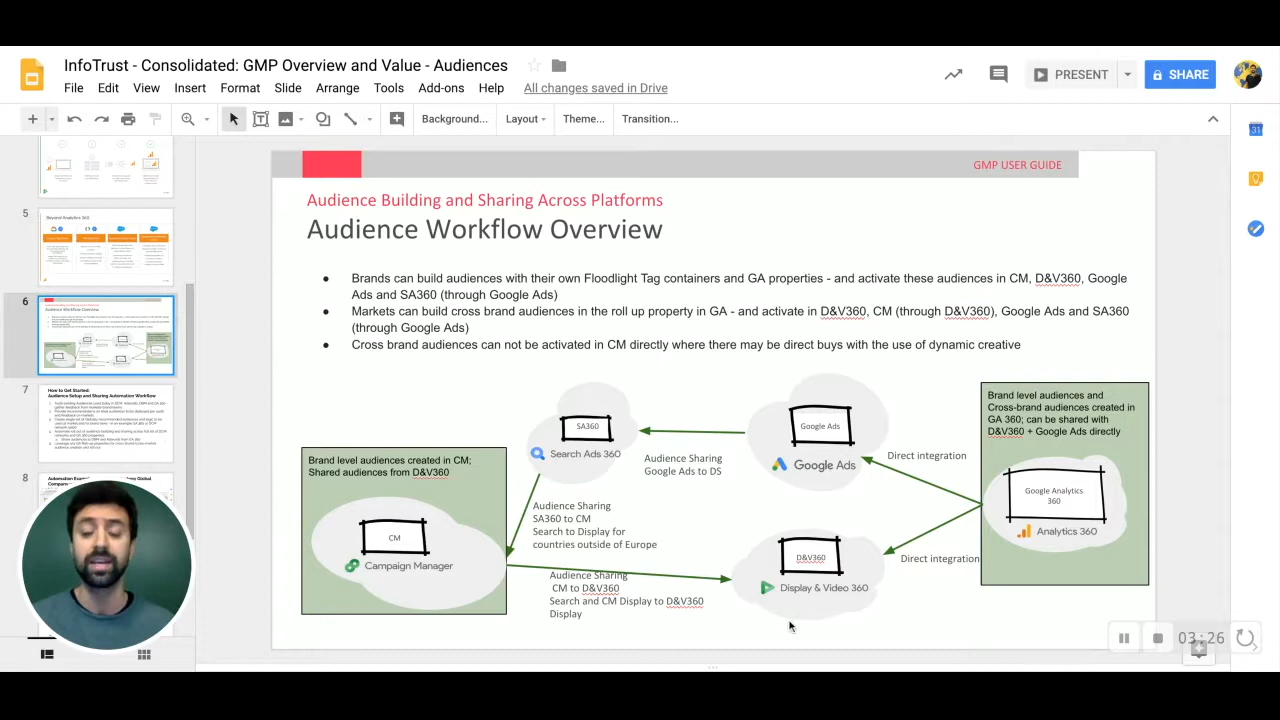 InfoTrust - Consolidated: GMP Overview and Value - Audiences
File Edit View Insert Format Arrange Slide Tools Add-ons Help All changes saved in Drive
PRESENT
SHARE
Background... Layout Theme... Transition...
31
5
Beyond Analytics 360
6
7
How to Get Started:
Audience Setup and Sharing Automation Workflow
8
GMP USER GUIDE
Audience Building and Sharing Across Platforms
Audience Workflow Overview
● Brands can build audiences with their own Floodlight Tag containers and GA properties - and activate these audiences in CM, D&V360, Google
Ads and SA360 (through Google Ads)
● Markets can build cross brand audiences in the roll up property in GA - and activate in D&V360, CM (through D&V360), Google Ads and SA360
(through Google Ads)
● Cross brand audiences can not be activated in CM directly where there may be direct buys with the use of dynamic creative
Brand level audiences created in CM;
Shared audiences from D&V360
CM
Campaign Manager
SA360
Search Ads 360
Audience Sharing
Google Ads to DS
Google Ads
Google Ads
Direct integration
Brand level audiences and
Cross-brand audiences created in
GA 360; can be shared with
D&V360 + Google Ads directly
Google Analytics
360
Analytics 360
Audience Sharing
SA360 to CM
Search to Display for
countries outside of Europe
Audience Sharing
CM to D&V360
Search and CM Display to D&V360
Display
D&V360
Display & Video 360
Direct integration
03:26